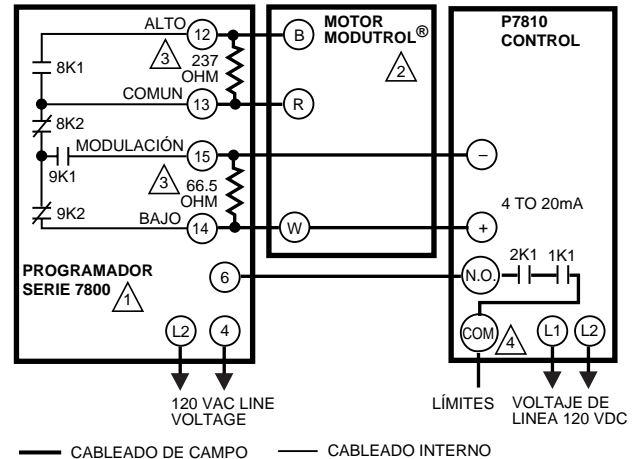 ALTO
12
B
MOTOR
MODUTROL®
P7810
CONTROL
8K1
3
237
OHM
2
COMUN
13
R
8K2
MODULACIÓN
15
–
9K1
3
66.5
OHM
4 TO 20mA
9K2
BAJO
14
W
+
2K1
1K1
PROGRAMADOR
SERIE 7800
1
6
N.O.
L2
4
COM
4
L1
L2
120 VAC LINE
VOLTAGE
LÍMITES
VOLTAJE DE
LINEA 120 VDC
CABLEADO DE CAMPO
CABLEADO INTERNO